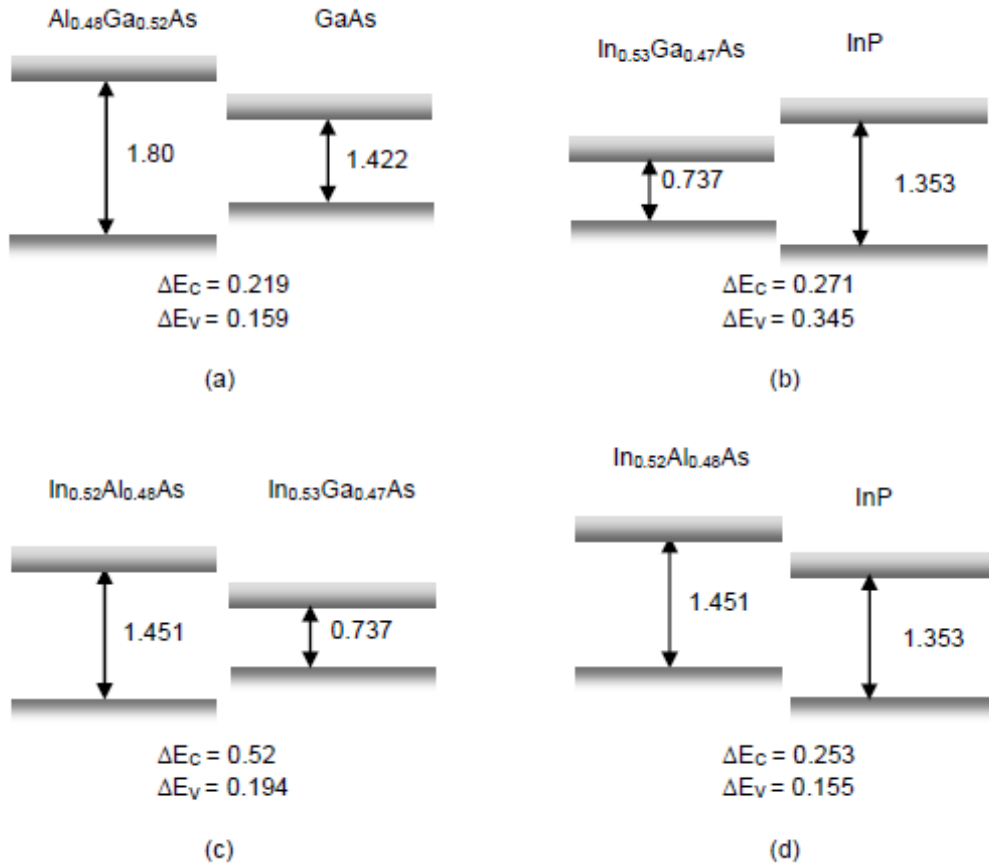 Al0.48Ga0.52As
GaAs
1.80
1.422
ΔEC = 0.219
ΔEV = 0.159
(a)
In0.53Ga0.47As
InP
0.737
1.353
ΔEC = 0.271
ΔEV = 0.345
(b)
In0.52Al0.48As
In0.53Ga0.47As
1.451
0.737
ΔEC = 0.52
ΔEV = 0.194
(c)
In0.52Al0.48As
InP
1.451
1.353
ΔEC = 0.253
ΔEV = 0.155
(d)